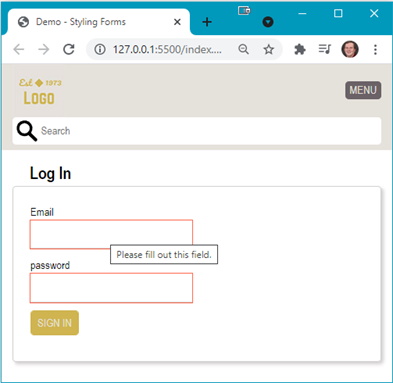 Demo - Styling Forms
127.0.0.1:5500/index....
Est 1973
LOGO
MENU
Search
Log In
Email
Please fill out this field.
password
SIGN IN